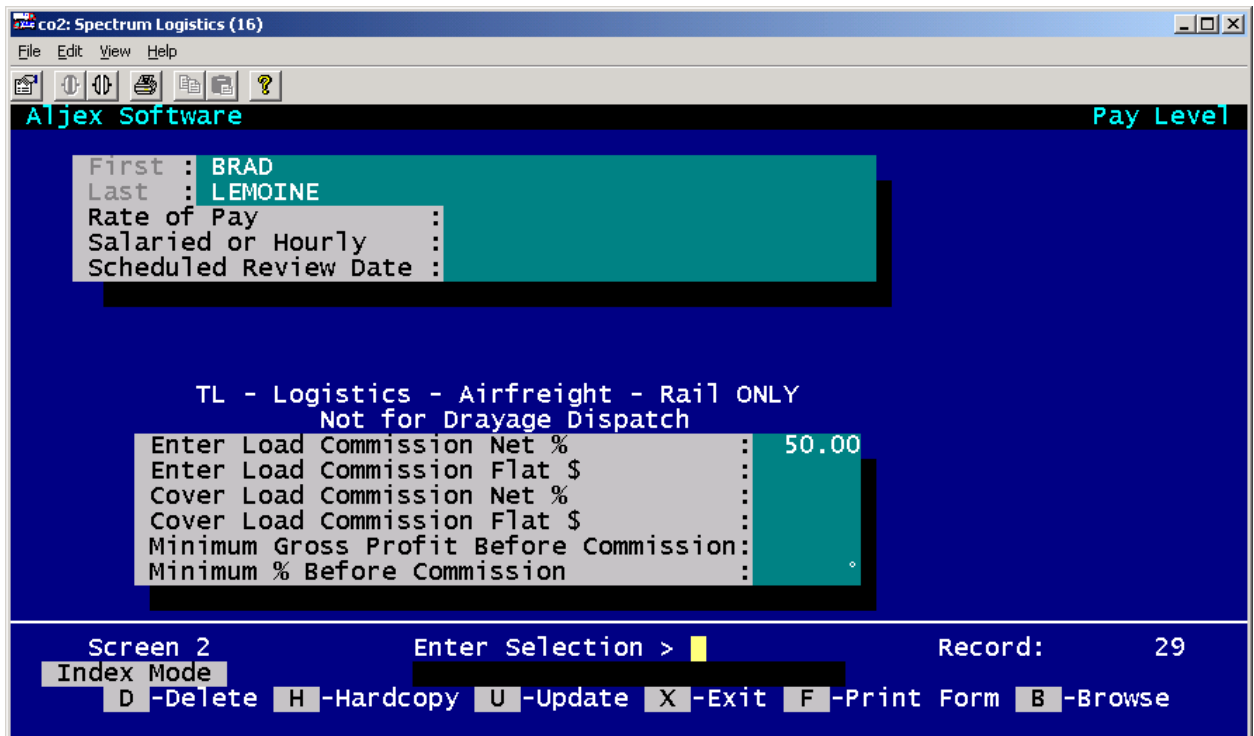 co2: Spectrum Logistics (16)
File Edit View Help
Aljex Software Pay Level
First : BRAD
Last : LEMOINE
Rate of Pay :
Salaried or Hourly :
Scheduled Review Date :
TL - Logistics - Airfreight - Rail ONLY
Not for Drayage Dispatch
Enter Load Commission Net % : 50.00
Enter Load Commission Flat $ :
Cover Load Commission Net % :
Cover Load Commission Flat $ :
Minimum Gross Profit Before Commission:
Minimum % Before Commission :
Screen 2 Enter Selection > Record: 29
Index Mode
D -Delete H -Hardcopy U -Update X -Exit F -Print Form B -Browse